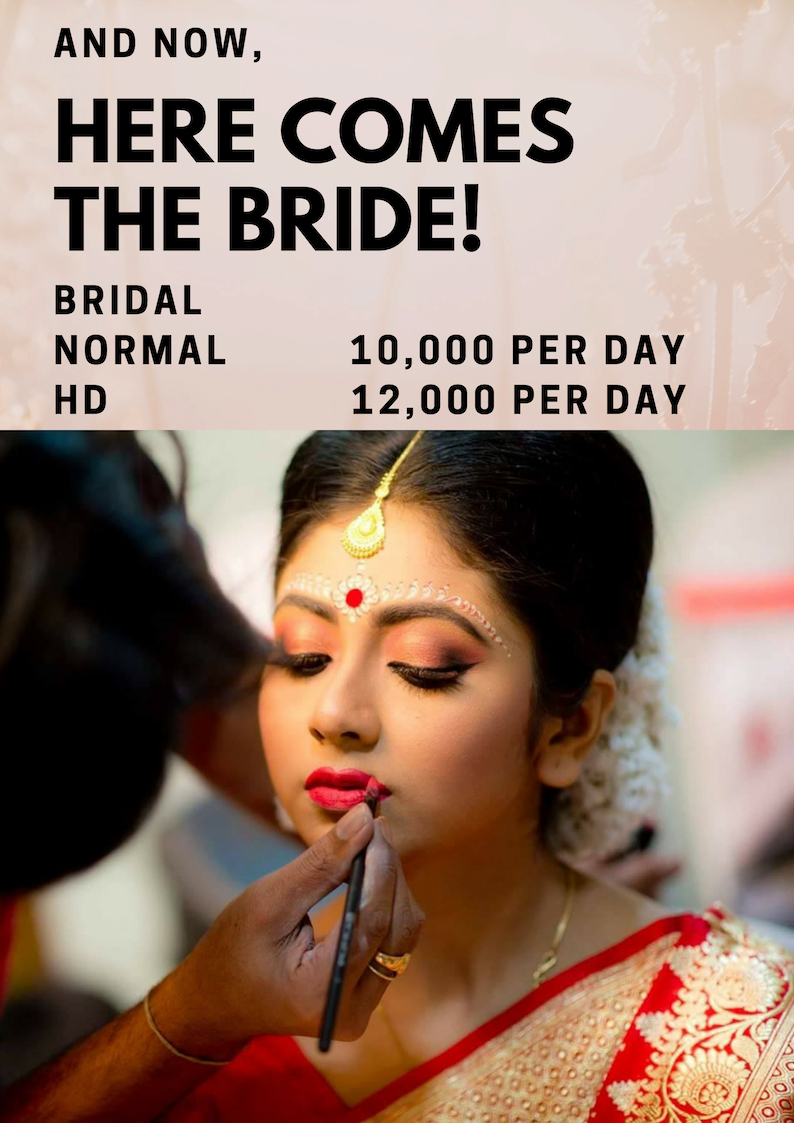 AND NOW,
HERE COMES
THE BRIDE!
BRIDAL
NORMAL 10,000 PER DAY
HD 12,000 PER DAY